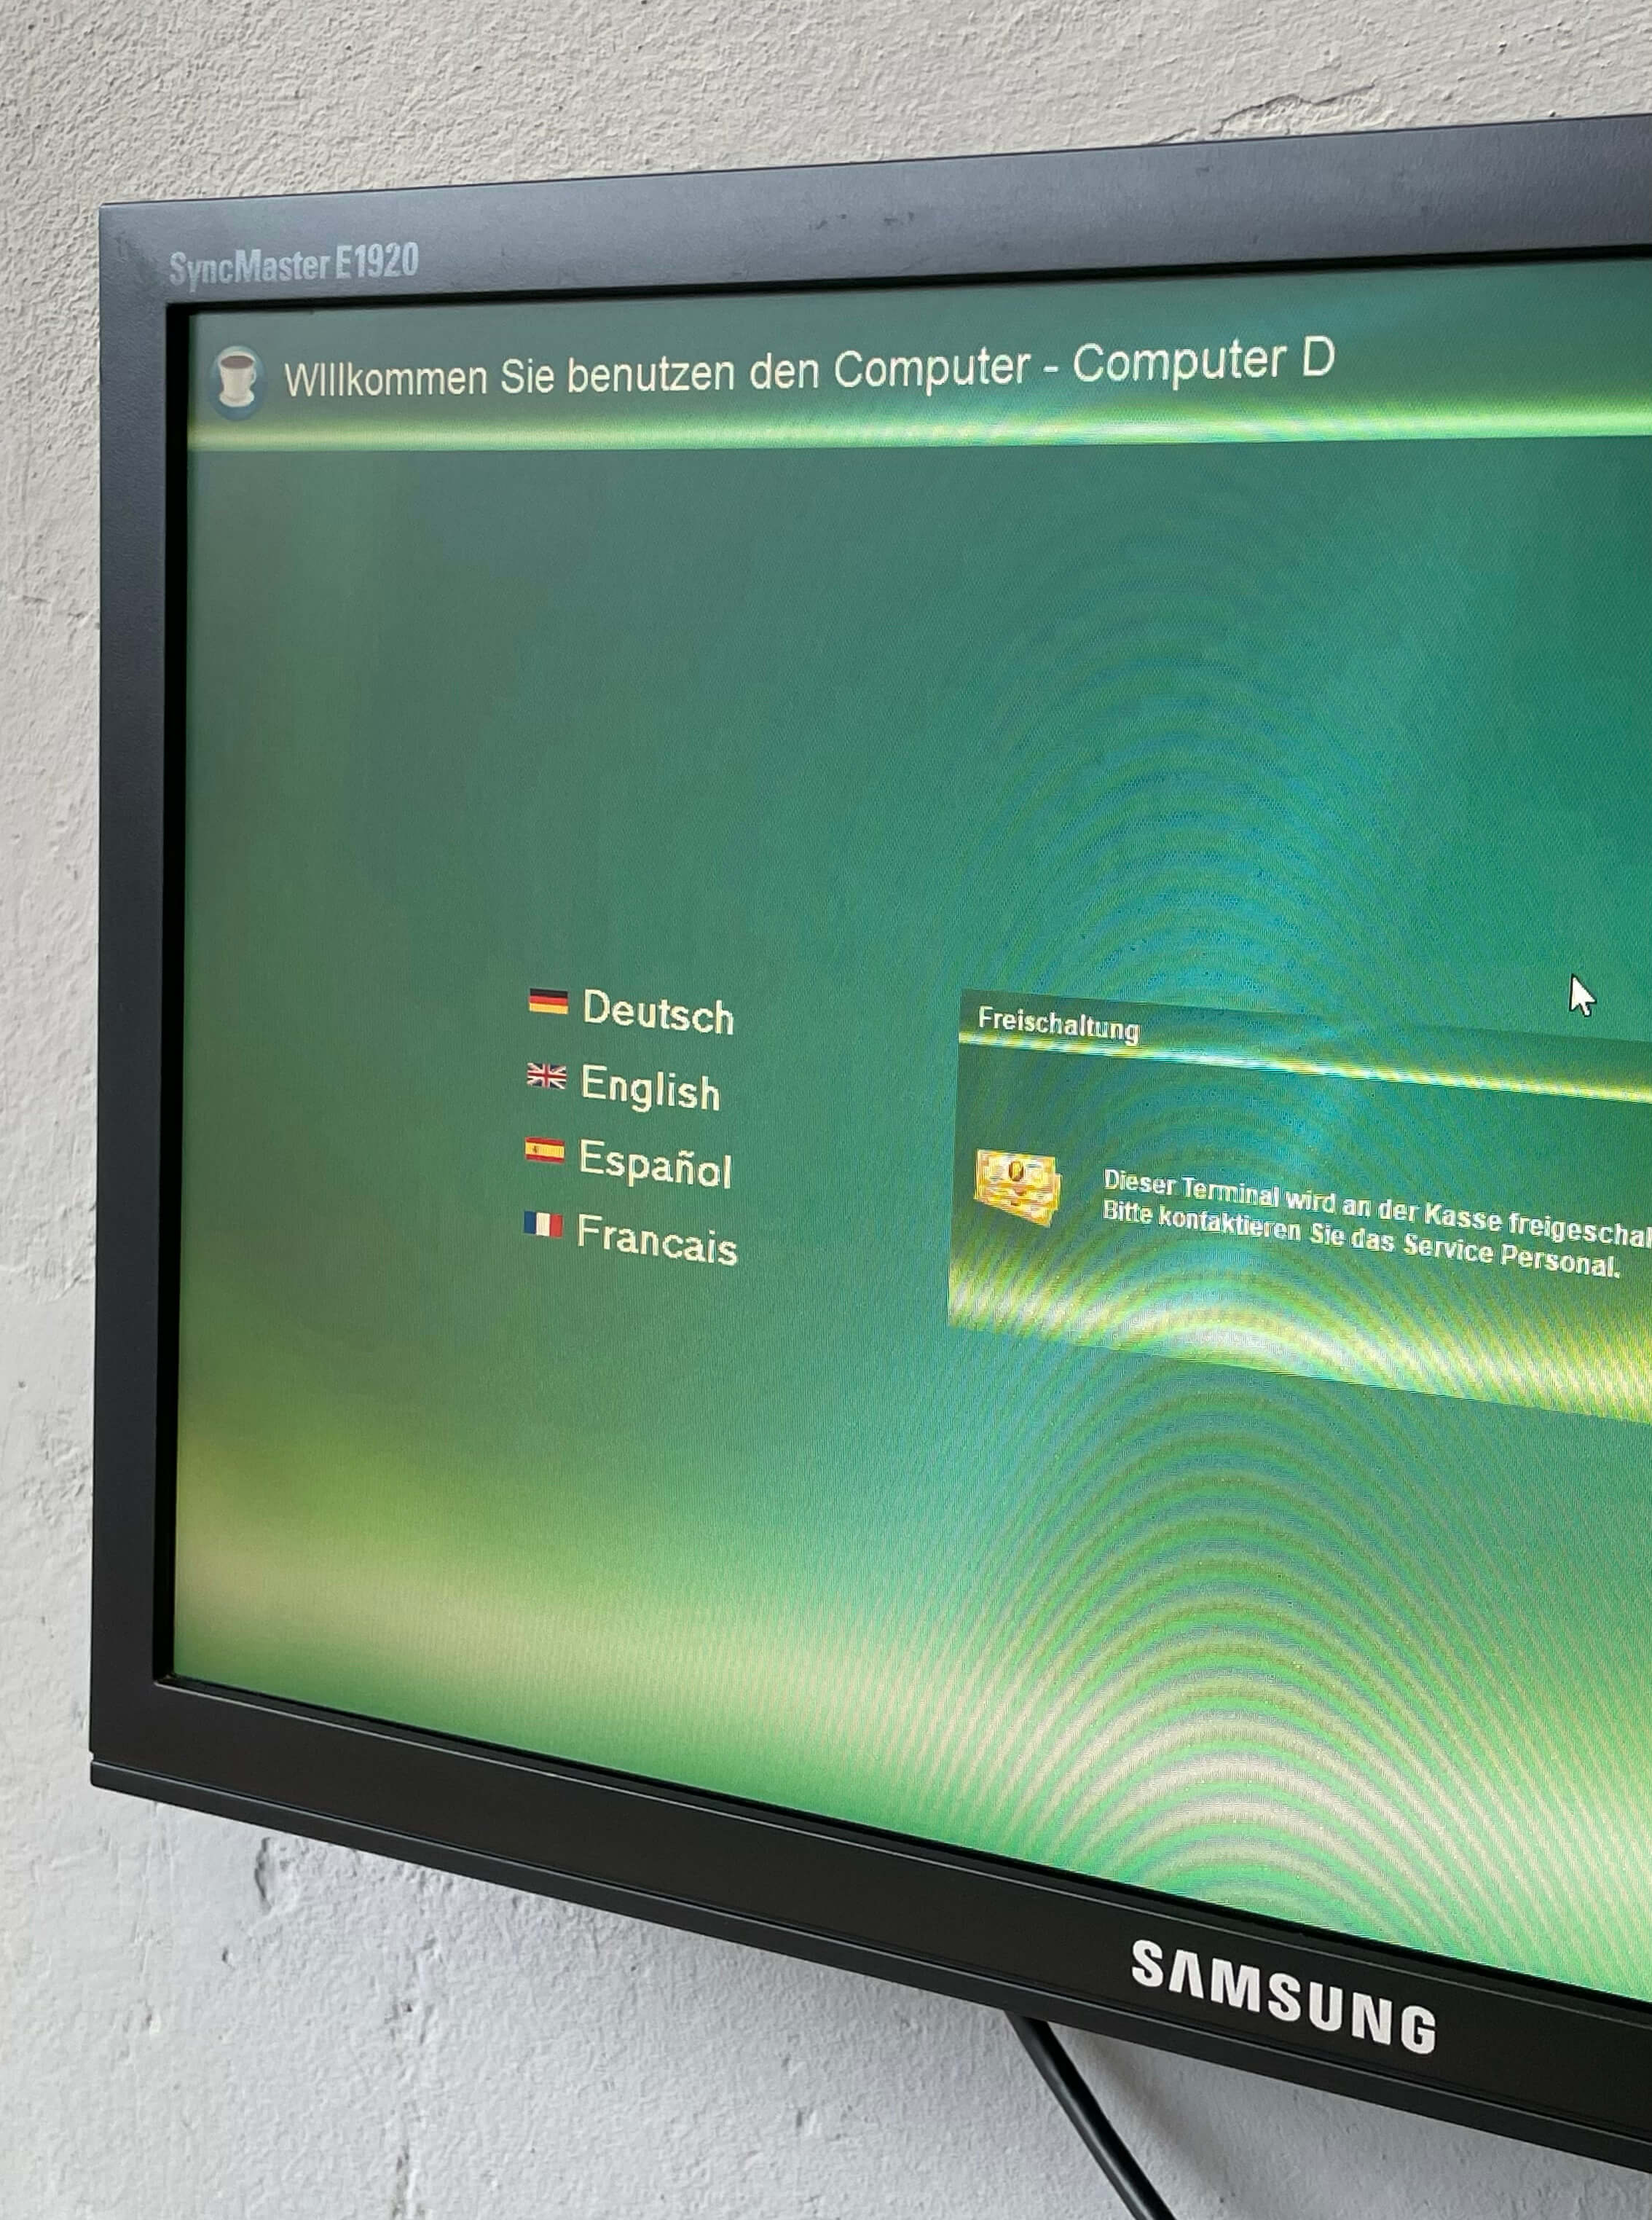 SyncMaster E1920
WIllkommen Sie benutzen den Computer - Computer D
Deutsch
English
Español
Francais
Freischaltung
Dieser Terminal wird an der Kasse
Bitte kontaktieren Sie das Service Personal.
SAMSUNG